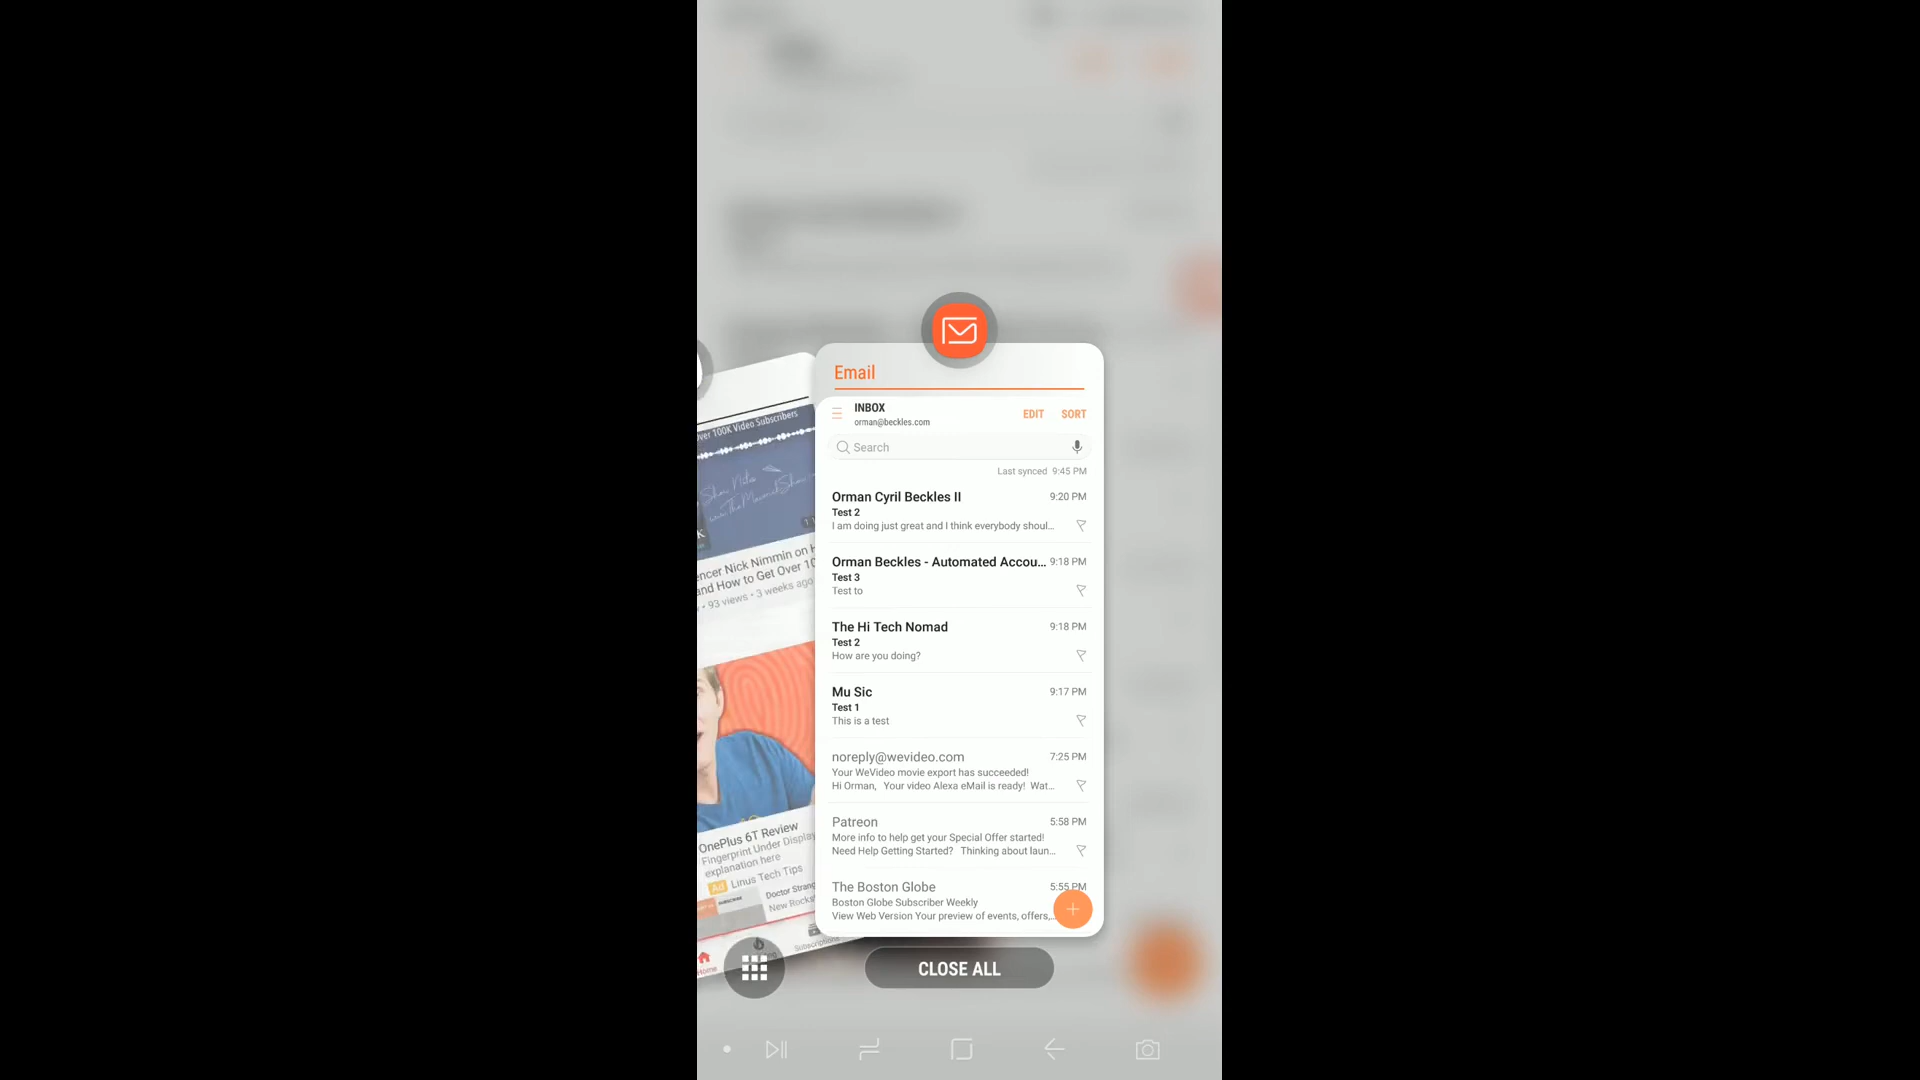 Email
INBOX
orman@beckles.com
EDIT SORT
Search
Last synced 9:45 PM
Orman Cyril Beckles II 9:20 PM
Test 2
I am doing just great and I think everybody shoul...
Orman Beckles - Automated Accou... 9:18 PM
Test 3
Test to
The Hi Tech Nomad 9:18 PM
Test 2
How are you doing?
Mu Sic 9:17 PM
Test 1
This is a test
noreply@wevideo.com 7:25 PM
Your WeVideo movie export has succeeded!
Hi Orman, Your video Alexa eMail is ready! Wat...
Patreon 5:58 PM
More info to help get your Special Offer started!
Need Help Getting Started? Thinking about laun...
The Boston Globe 5:55 PM
Boston Globe Subscriber Weekly
View Web Version Your preview of events, offers,...
Over 100K Video Subscribers
Show Notes
encer Nick Nimmin on H
and How to Get Over 10
• 93 views • 3 weeks ago
OnePlus 6T Review
Fingerprint Under Display
explanation here
Ad Linus Tech Tips
SUBSCRIBE
Doctor Strang
New Rocks
Home
Subscriptions
CLOSE ALL